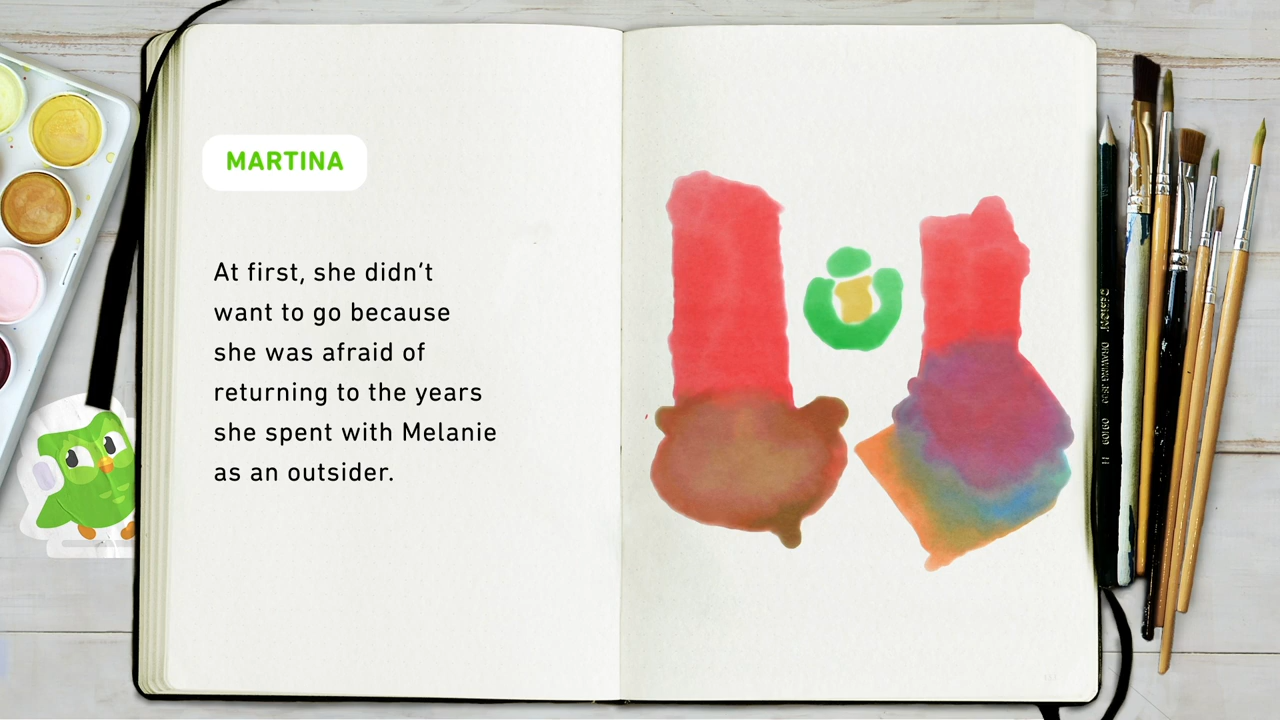 MARTINA
At first, she didn't
want to go because
she was afraid of
returning to the years
she spent with Melanie
as an outsider.